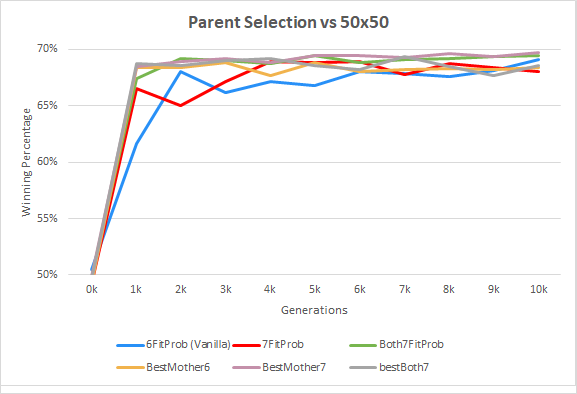 Parent Selection vs 50x50
70%
65%
60%
55%
50%
Winning Percentage
0k 1k 2k 3k 4k 5k 6k 7k 8k 9k 10k
Generations
6FitProb (Vanilla) 7FitProb Both7FitProb
BestMother6 BestMother7 bestBoth7